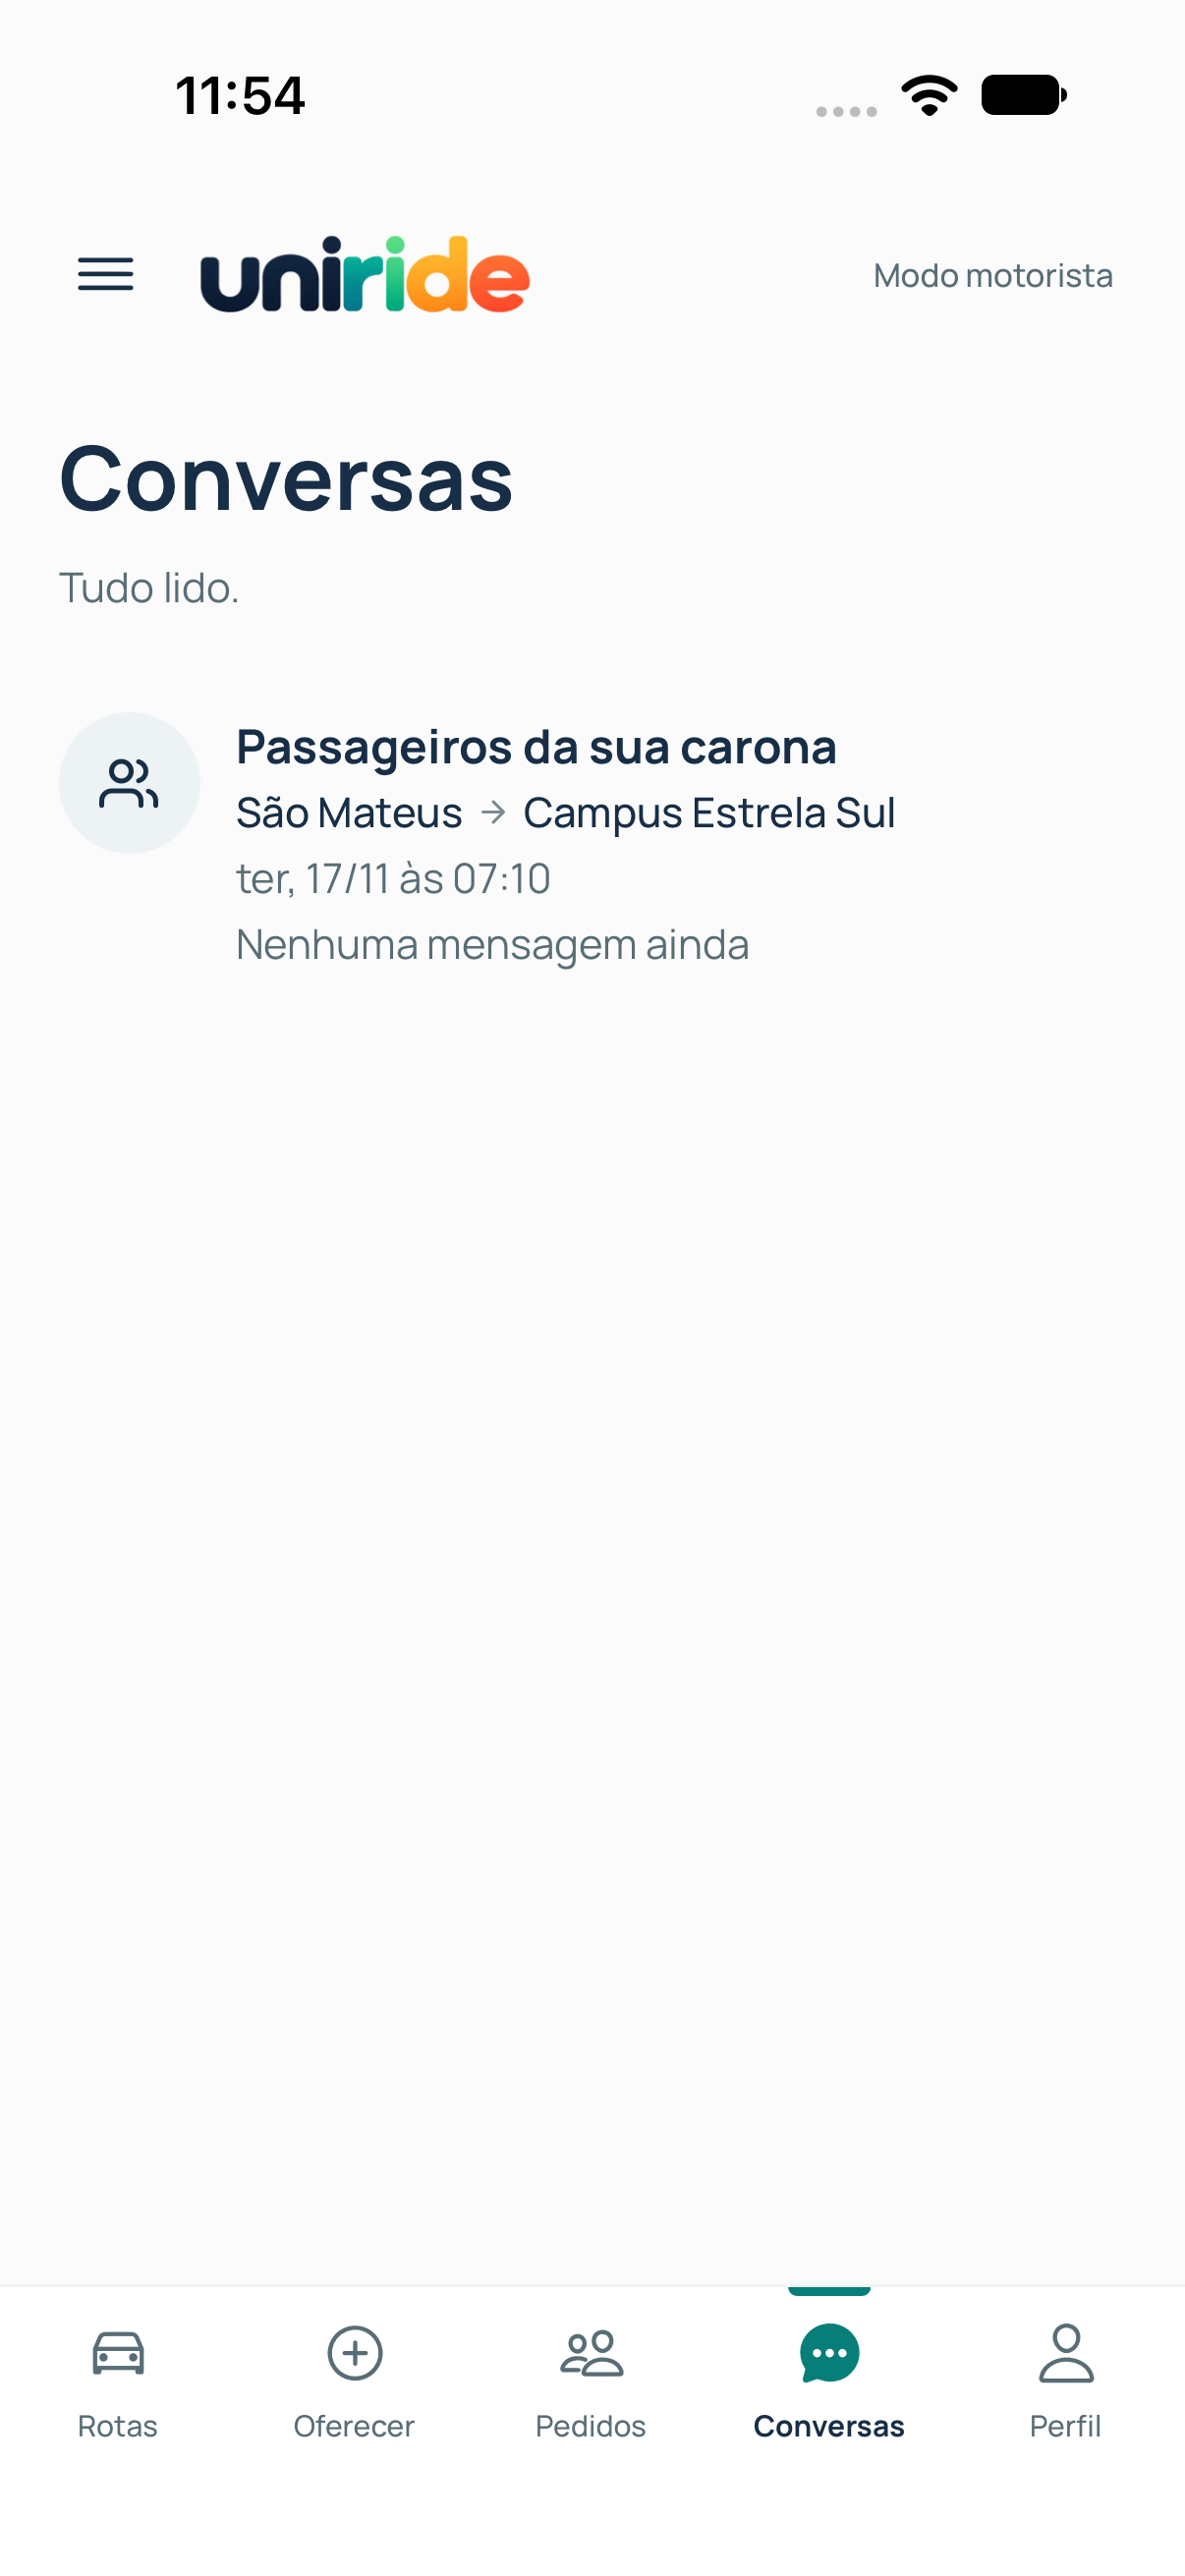 11:54
uniride
Modo motorista
Conversas
Tudo lido.
Passageiros da sua carona
São Mateus → Campus Estrela Sul
ter, 17/11 às 07:10
Nenhuma mensagem ainda
Rotas
Oferecer
Pedidos
Conversas
Perfil